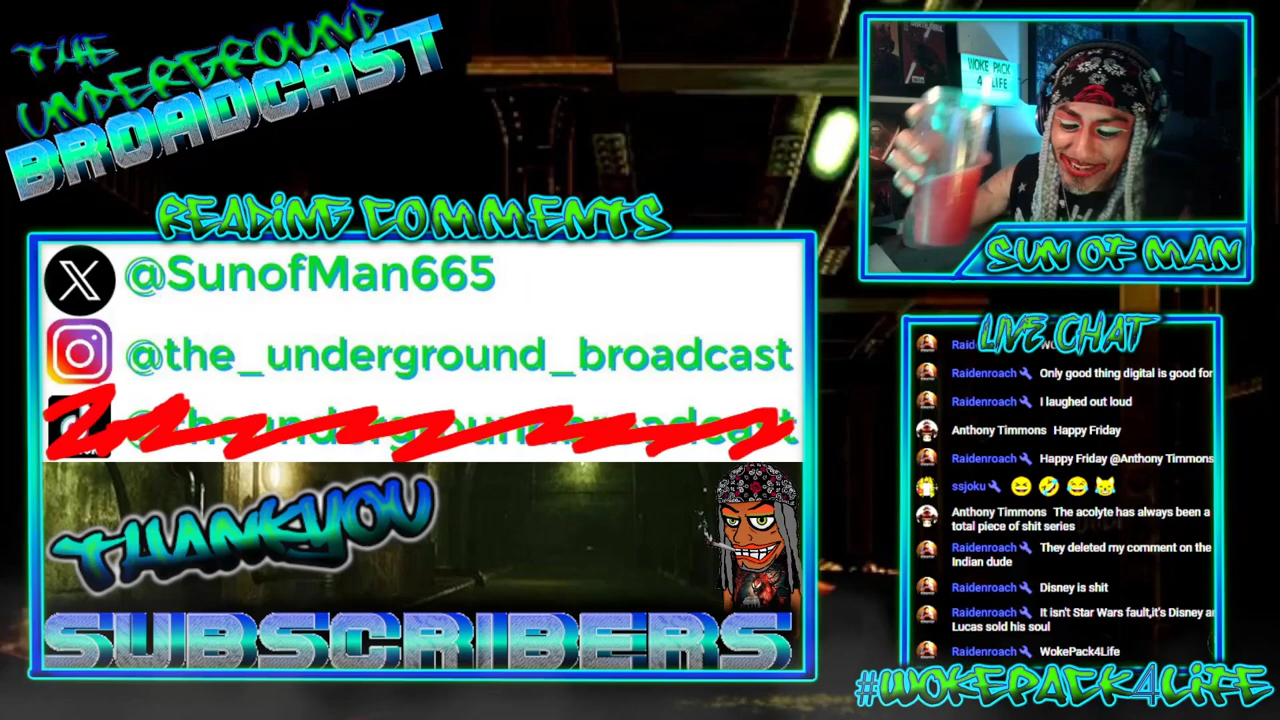 THE
UNDERGROUND
BROADCAST
READING COMMENTS
@SunofMan665
@the_underground_broadcast
THANKYOU
SUBSCRIBERS
WOKE PACK
4 LIFE
SUN OF MAN
LIVE CHAT
Raidenroach Only good thing digital is good for
Raidenroach I laughed out loud
Anthony Timmons Happy Friday
Raidenroach Happy Friday @Anthony Timmons
ssjoku 😆 🤣 😂 😹
Anthony Timmons The acolyte has always been a
total piece of shit series
Raidenroach They deleted my comment on the
Indian dude
Raidenroach Disney is shit
Raidenroach It isn't Star Wars fault,it's Disney
Lucas sold his soul
Raidenroach WokePack4Life
#WOKEPACK4LIFE